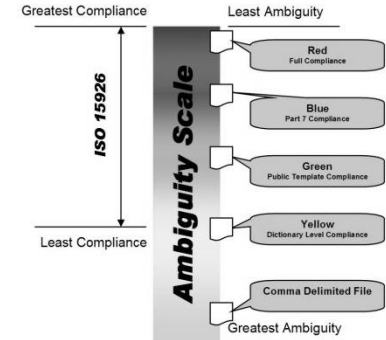 Greatest Compliance
Least Ambiguity
ISO 15926
Ambiguity Scale
Red
Full Compliance
Blue
Part 7 Compliance
Green
Public Template Compliance
Yellow
Dictionary Level Compliance
Least Compliance
Comma Delimited File
Greatest Ambiguity